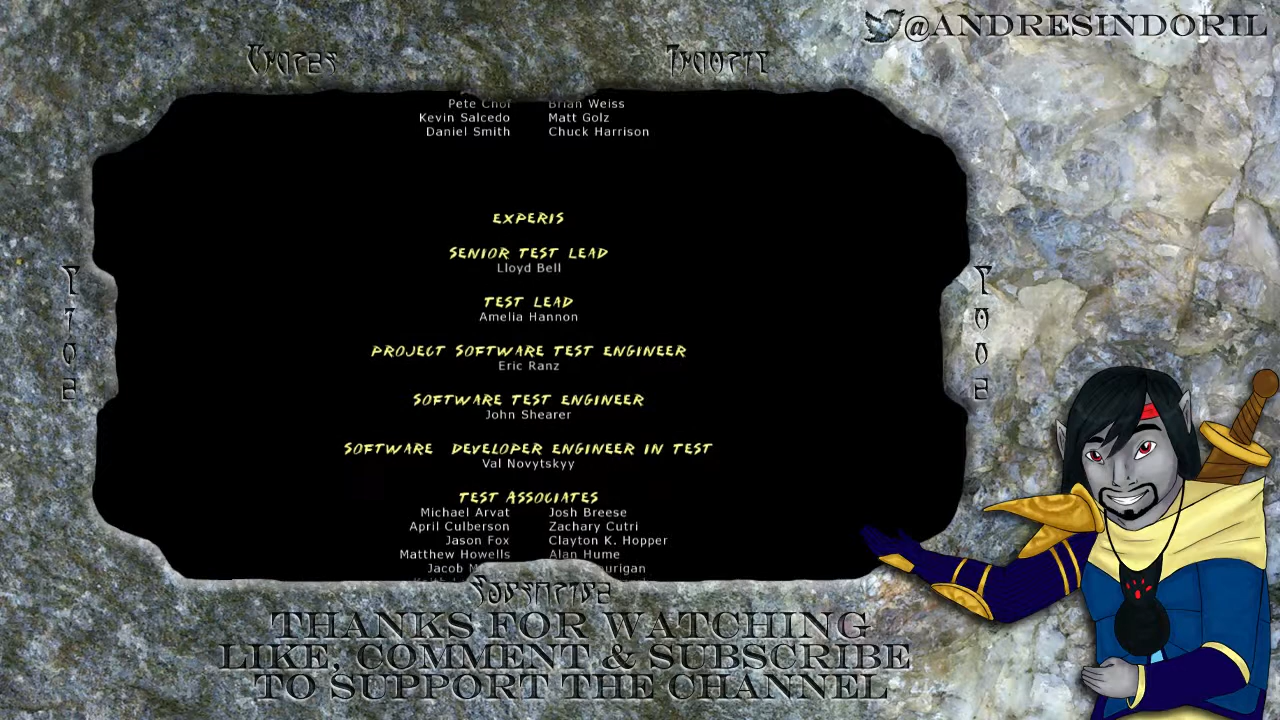 @ANDRESINDORIL
Pete Choi Brian Weiss
Kevin Salcedo Matt Golz
Daniel Smith Chuck Harrison
EXPERIS
SENIOR TEST LEAD
Lloyd Bell
TEST LEAD
Amelia Hannon
PROJECT SOFTWARE TEST ENGINEER
Eric Ranz
SOFTWARE TEST ENGINEER
John Shearer
SOFTWARE DEVELOPER ENGINEER IN TEST
Val Novytskyy
TEST ASSOCIATES
Michael Arvat Josh Breese
April Culberson Zachary Cutri
Jason Fox Clayton K. Hopper
Matthew Howells Alan Hume
Jacob
THANKS FOR WATCHING
LIKE, COMMENT & SUBSCRIBE
TO SUPPORT THE CHANNEL